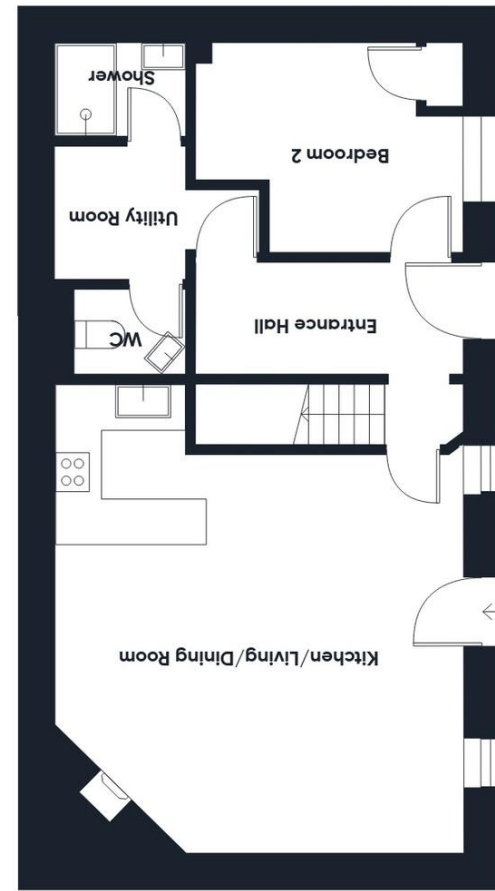 Kitchen/Living/Dining Room
Entrance Hall
WC
Utility Room
Bedroom 2
Shower